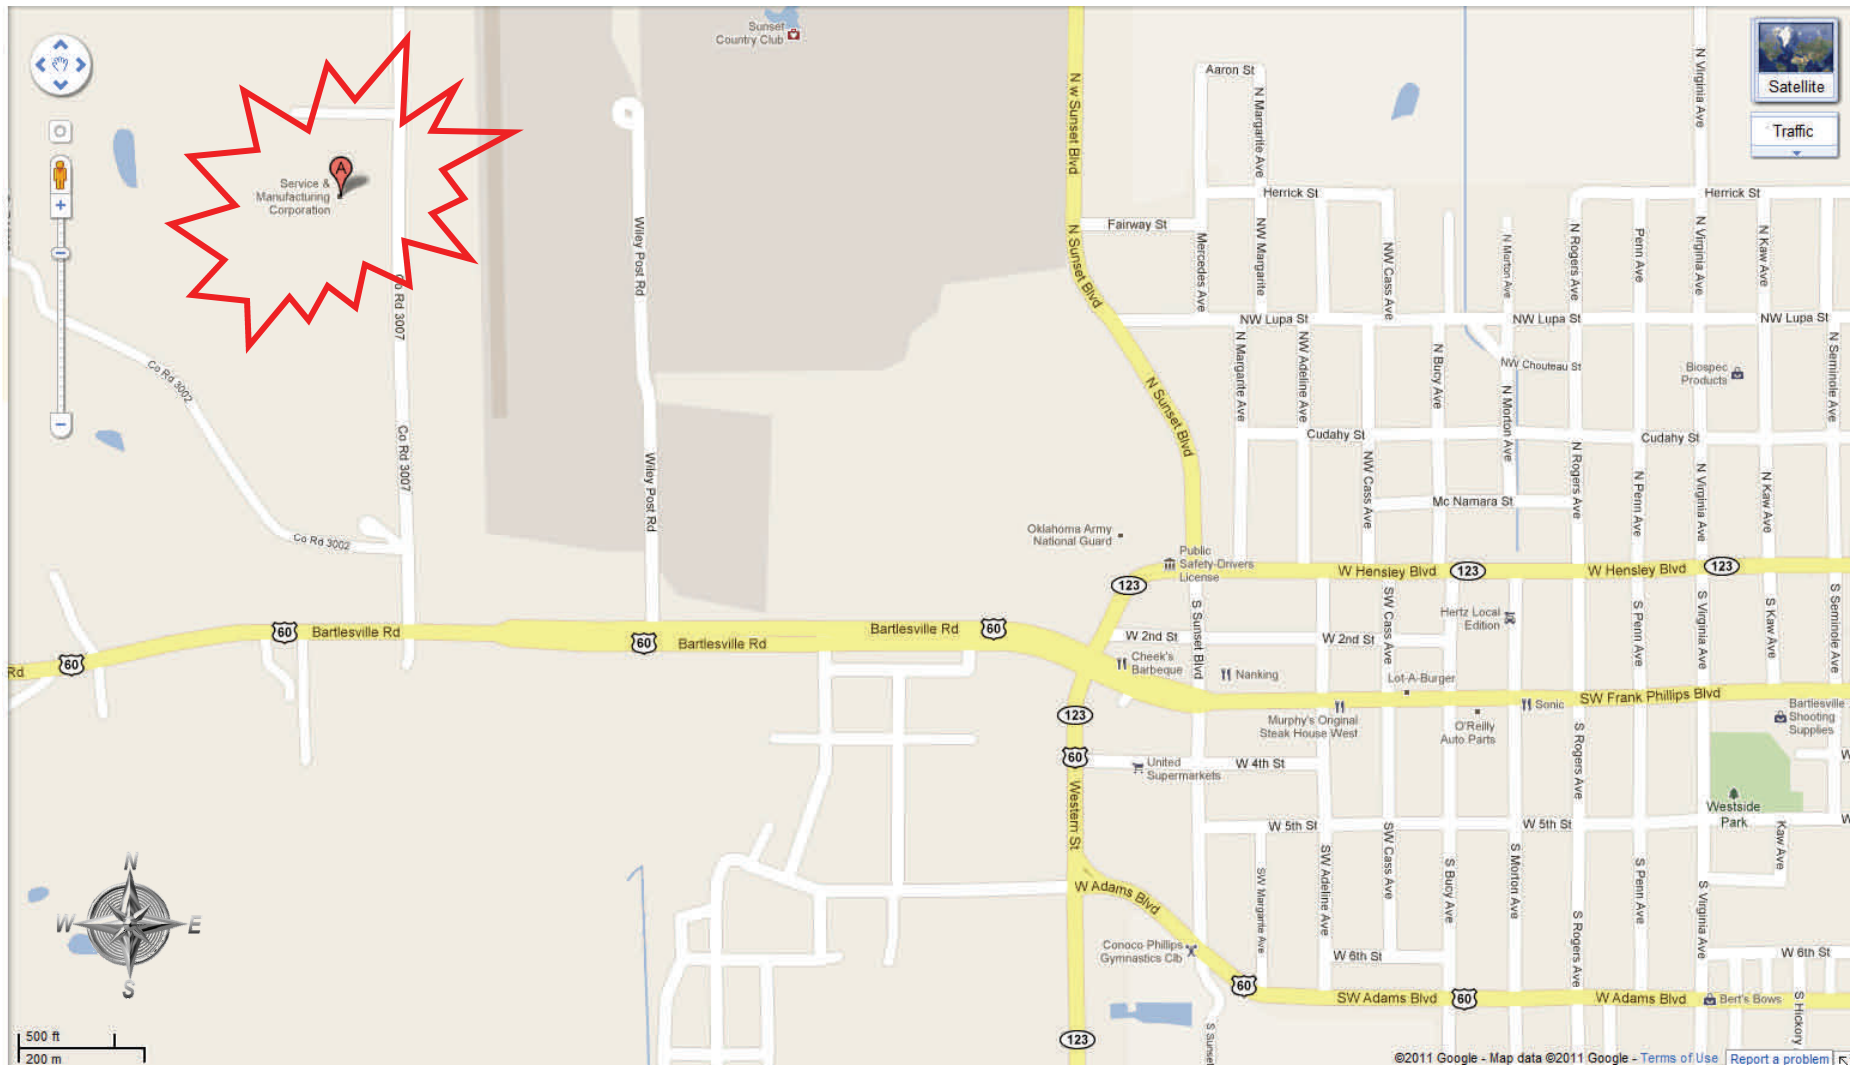 Sunset
Country Club
N w Sunset Blvd
Aaron St
N Margarite Ave
N Virginia Ave
Satellite
Traffic
A
Service &
Manufacturing
Corporation
Herrick St
Herrick St
Fairway St
Wiley Post Rd
N Sunset Blvd
Mercedes Ave
NW Margarite
NW Cass Ave
N Morton Ave
N Rogers Ave
Penn Ave
N Virginia Ave
N Kaw Ave
Co Rd 3007
NW Lupa St
NW Lupa St
NW Lupa St
Co Rd 3002
N Sunset Blvd
N Margarite Ave
NW Adeline Ave
N Bucy Ave
NW Chouteau St
N Morton Ave
Biospec
Products
N Seminole Ave
Co Rd 3007
Wiley Post Rd
Cudahy St
Cudahy St
NW Cass Ave
N Rogers Ave
N Penn Ave
N Virginia Ave
N Kaw Ave
Mc Namara St
Co Rd 3002
Oklahoma Army
National Guard
Public
Safety-Drivers
License
123
W Hensley Blvd
123
W Hensley Blvd
123
S Sunset Blvd
SW Cass Ave
Hertz Local
Edition
S Penn Ave
S Virginia Ave
S Kaw Ave
S Seminole Ave
60
Bartlesville Rd
60
Bartlesville Rd
Bartlesville Rd
60
W 2nd St
W 2nd St
Rd
60
Cheek's
Barbeque
Nanking
Lot-A-Burger
SW Frank Phillips Blvd
123
Murphy's Original
Steak House West
O'Reilly
Auto Parts
Sonic
Bartlesville
Shooting
Supplies
60
United
Supermarkets
W 4th St
S Rogers Ave
W
Western St
W 5th St
W 5th St
Westside
Park
Kaw Ave
W
W Adams Blvd
SW Margarite Ave
SW Adeline Ave
SW Cass Ave
S Bucy Ave
S Morton Ave
S Rogers Ave
S Penn Ave
S Virginia Ave
N
W
E
S
Conoco Phillips
Gymnastics Clb
W 6th St
W 6th St
60
SW Adams Blvd
60
W Adams Blvd
Bert's Bows
S Hickory
123
S Sunset
500 ft
200 m
©2011 Google - Map data ©2011 Google - Terms of Use
Report a problem